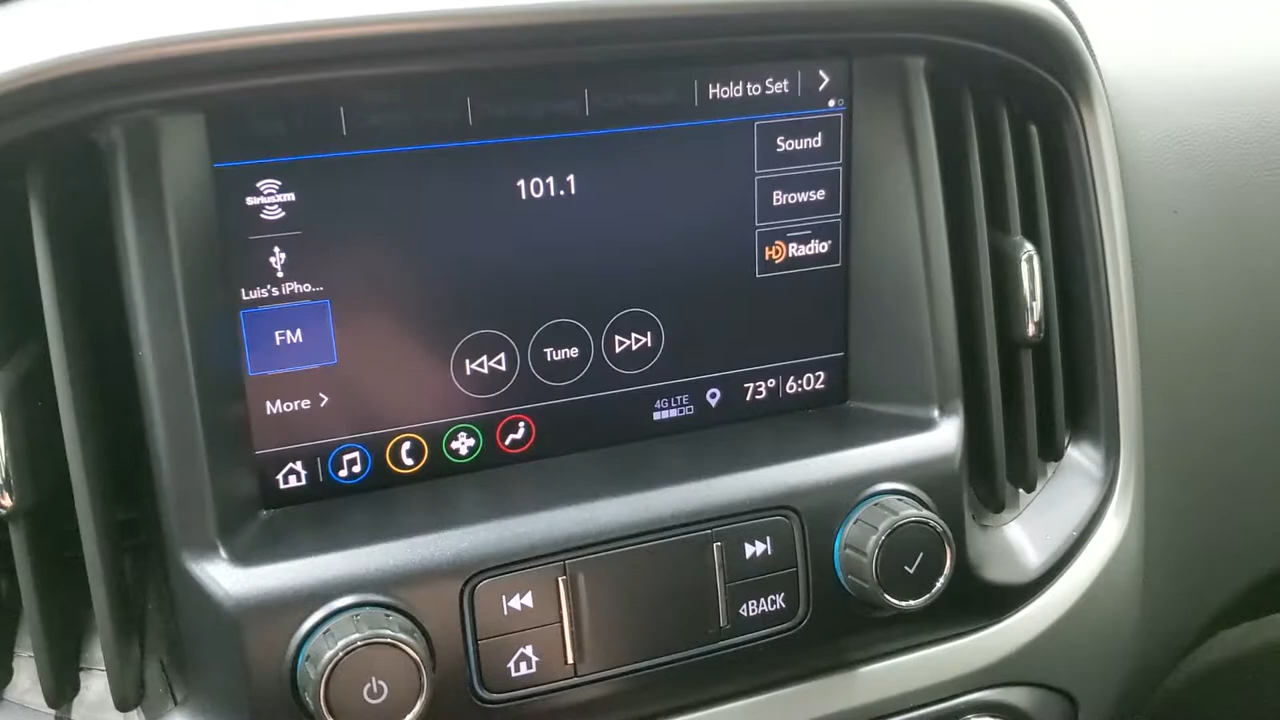 Hold to Set
Sound
101.1
SiriusXM
Browse
HD Radio
Luis's iPho...
FM
Tune
More
4G LTE
73° 6:02
BACK